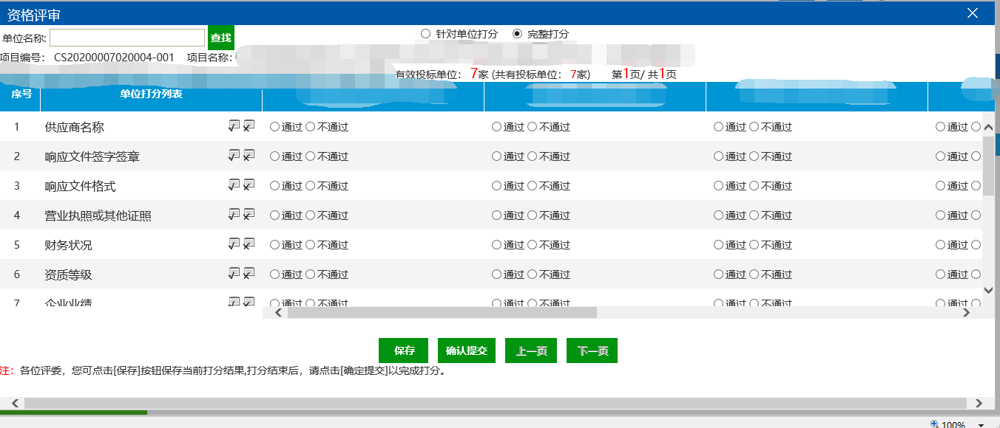 资格评审
单位名称: 查找 针对单位打分 完整打分
项目编号： CS20200007020004-001 项目名称：
有效投标单位： 7家 (共有投标单位： 7家) 第1页/ 共1页
序号 单位打分列表
1 供应商名称 通过 不通过 通过 不通过 通过 不通过 通过
2 响应文件签字签章 通过 不通过 通过 不通过 通过 不通过 通过
3 响应文件格式 通过 不通过 通过 不通过 通过 不通过 通过
4 营业执照或其他证照 通过 不通过 通过 不通过 通过 不通过 通过
5 财务状况 通过 不通过 通过 不通过 通过 不通过 通过
6 资质等级 通过 不通过 通过 不通过 通过 不通过 通过
7 企业业绩 通过 不通过 通过 不通过 通过 不通过 通过
保存 确认提交 上一页 下一页
注：各位评委，您可点击[保存]按钮保存当前打分结果,打分结束后，请点击[确定提交]以完成打分。
100%